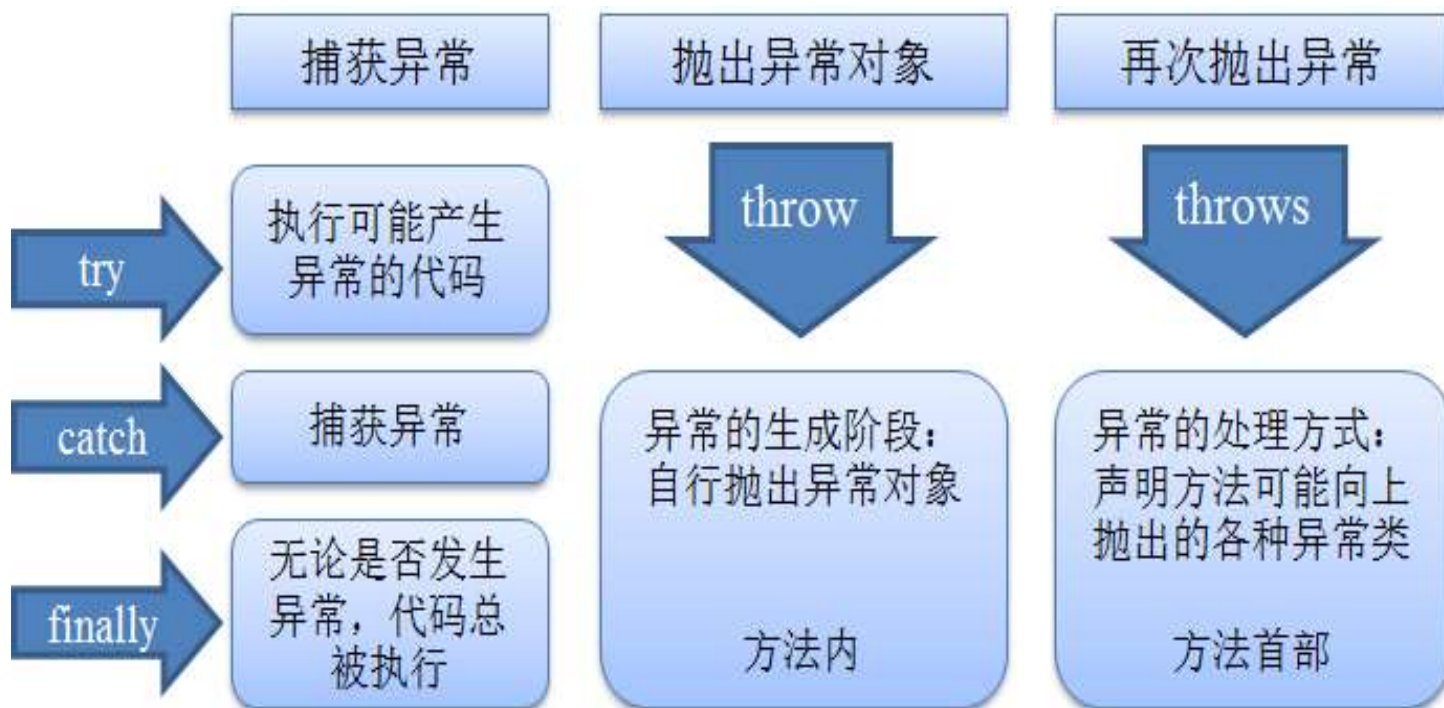 捕获异常
抛出异常对象
再次抛出异常
try
执行可能产生
异常的代码
catch
捕获异常
finally
无论是否发生
异常，代码总
被执行
throw
异常的生成阶段：
自行抛出异常对象
方法内
throws
异常的处理方式：
声明方法可能向上
抛出的各种异常类
方法首部